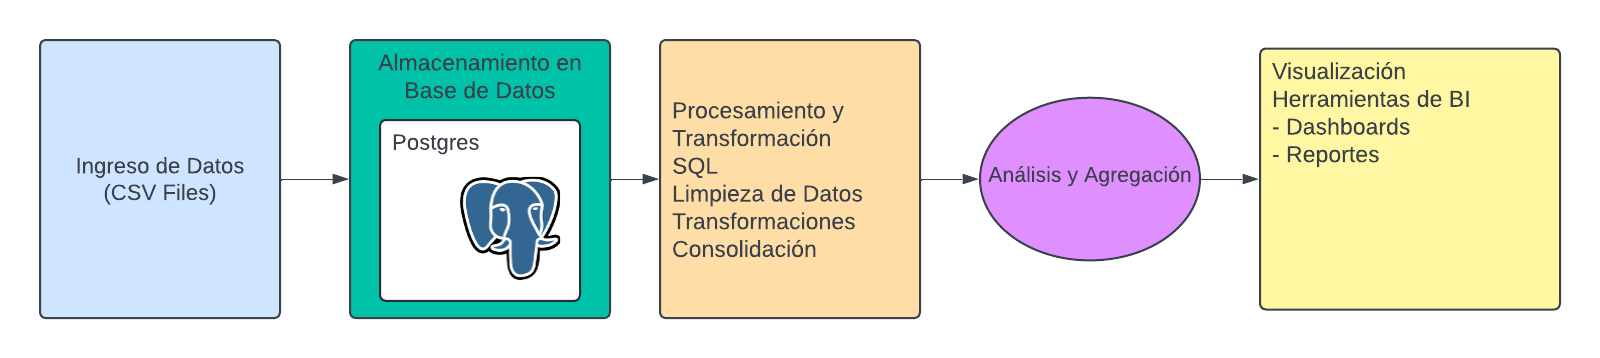 Ingreso de Datos
(CSV Files)
Almacenamiento en
Base de Datos
Postgres
Procesamiento y
Transformación
SQL
Limpieza de Datos
Transformaciones
Consolidación
Análisis y Agregación
Visualización
Herramientas de BI
- Dashboards
- Reportes